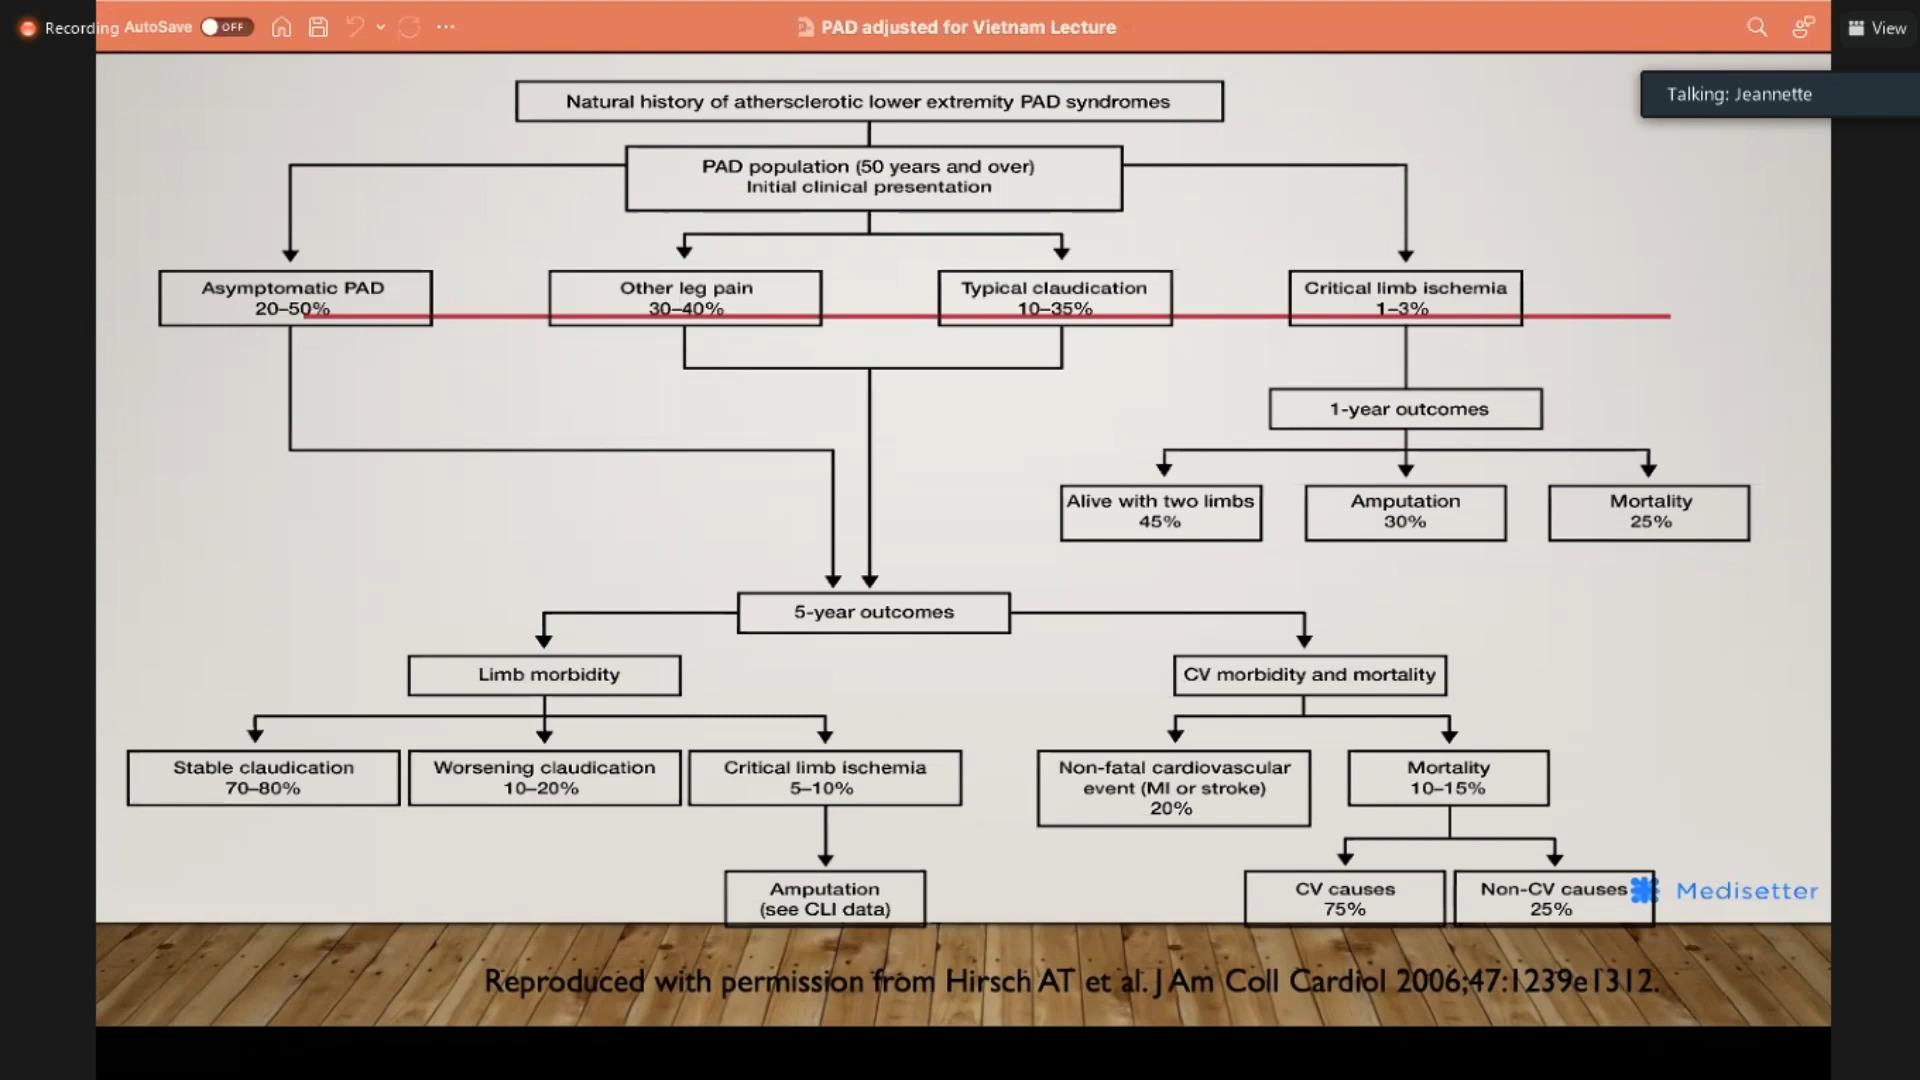 Recording
AutoSave OFF
PAD adjusted for Vietnam Lecture
View
Talking: Jeannette
Natural history of athersclerotic lower extremity PAD syndromes
PAD population (50 years and over)
Initial clinical presentation
Asymptomatic PAD
20–50%
Other leg pain
30–40%
Typical claudication
10–35%
Critical limb ischemia
1–3%
1-year outcomes
Alive with two limbs
45%
Amputation
30%
Mortality
25%
5-year outcomes
Limb morbidity
CV morbidity and mortality
Stable claudication
70–80%
Worsening claudication
10–20%
Critical limb ischemia
5–10%
Non-fatal cardiovascular
event (MI or stroke)
20%
Mortality
10–15%
Amputation
(see CLI data)
CV causes
75%
Non-CV causes
25%
Medisetter
Reproduced with permission from Hirsch AT et al. J Am Coll Cardiol 2006;47:1239e1312.